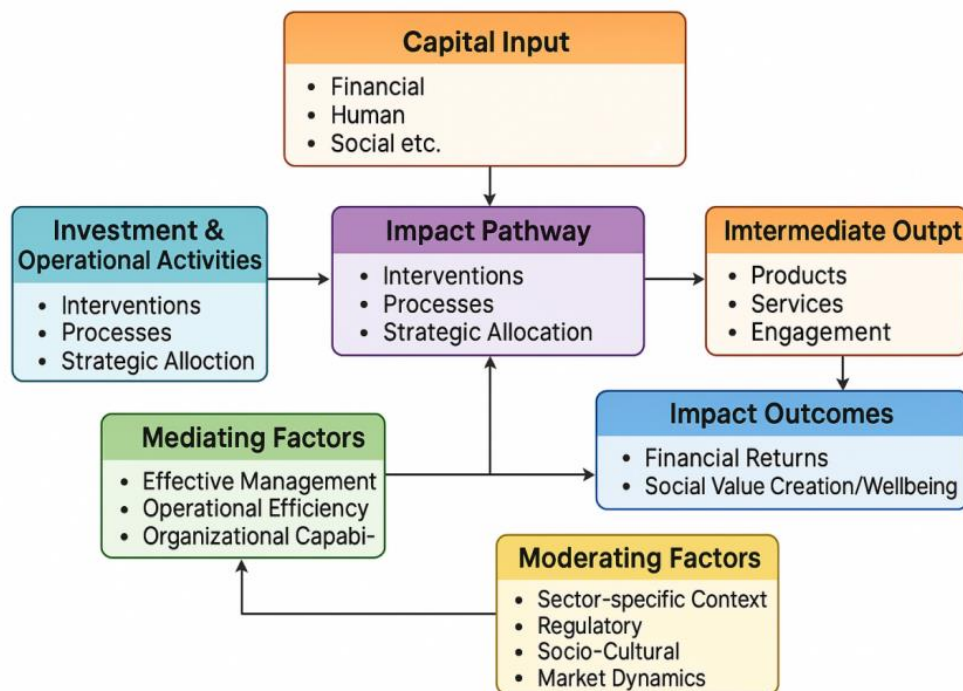 Capital Input
• Financial
• Human
• Social etc.
Investment &
Operational Activities
• Interventions
• Processes
• Strategic Alloction
Impact Pathway
• Interventions
• Processes
• Strategic Allocation
Imtermediate Outpt
• Products
• Services
• Engagement
Mediating Factors
• Effective Management
• Operational Efficiency
• Organizational Capabi-
Impact Outcomes
• Financial Returns
• Social Value Creation/Wellbeing
Moderating Factors
• Sector-specific Context
• Regulatory
• Socio-Cultural
• Market Dynamics